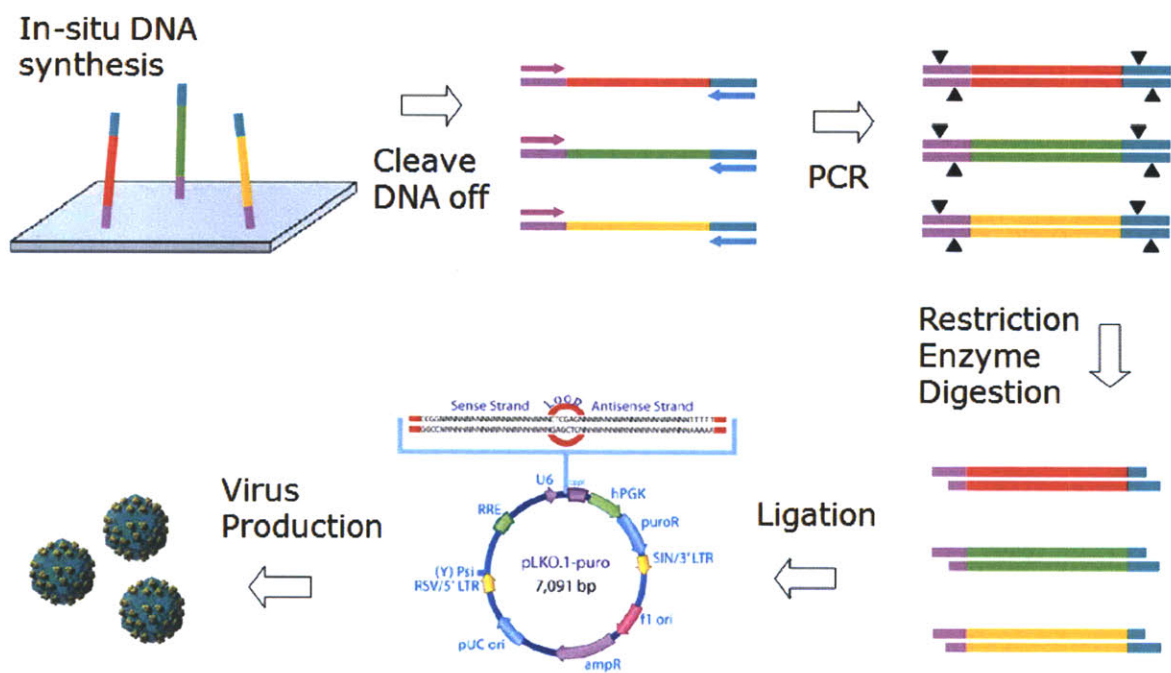 In-situ DNA
synthesis
Cleave
DNA off
PCR
Restriction
Enzyme
Digestion
Ligation
Sense Strand
LOOP
Antisense Strand
U6
cppt
hPGK
puroR
SIN/3' LTR
f1 ori
ampR
pUC ori
RSV/5' LTR
(Y) Psi
RRE
pLKO.1-puro
7,091 bp
Virus
Production